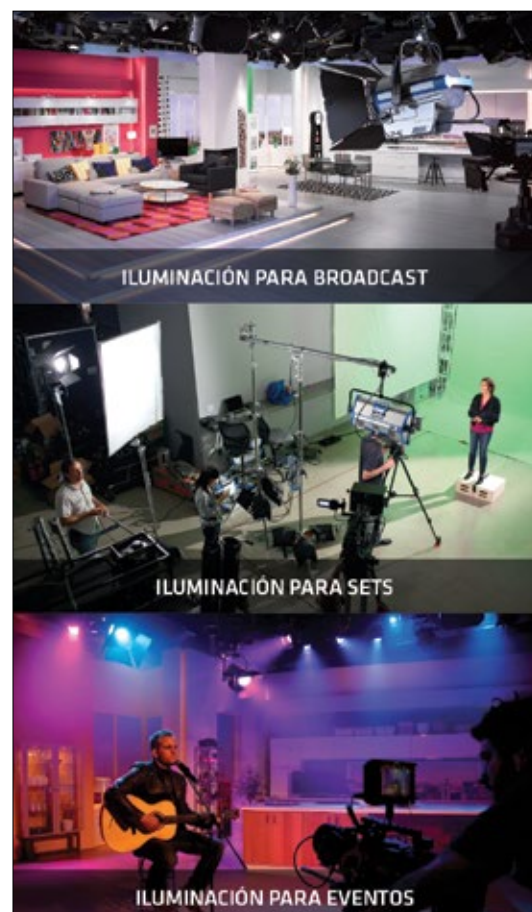 ILUMINACIÓN PARA BROADCAST
ILUMINACIÓN PARA SETS
ILUMINACIÓN PARA EVENTOS